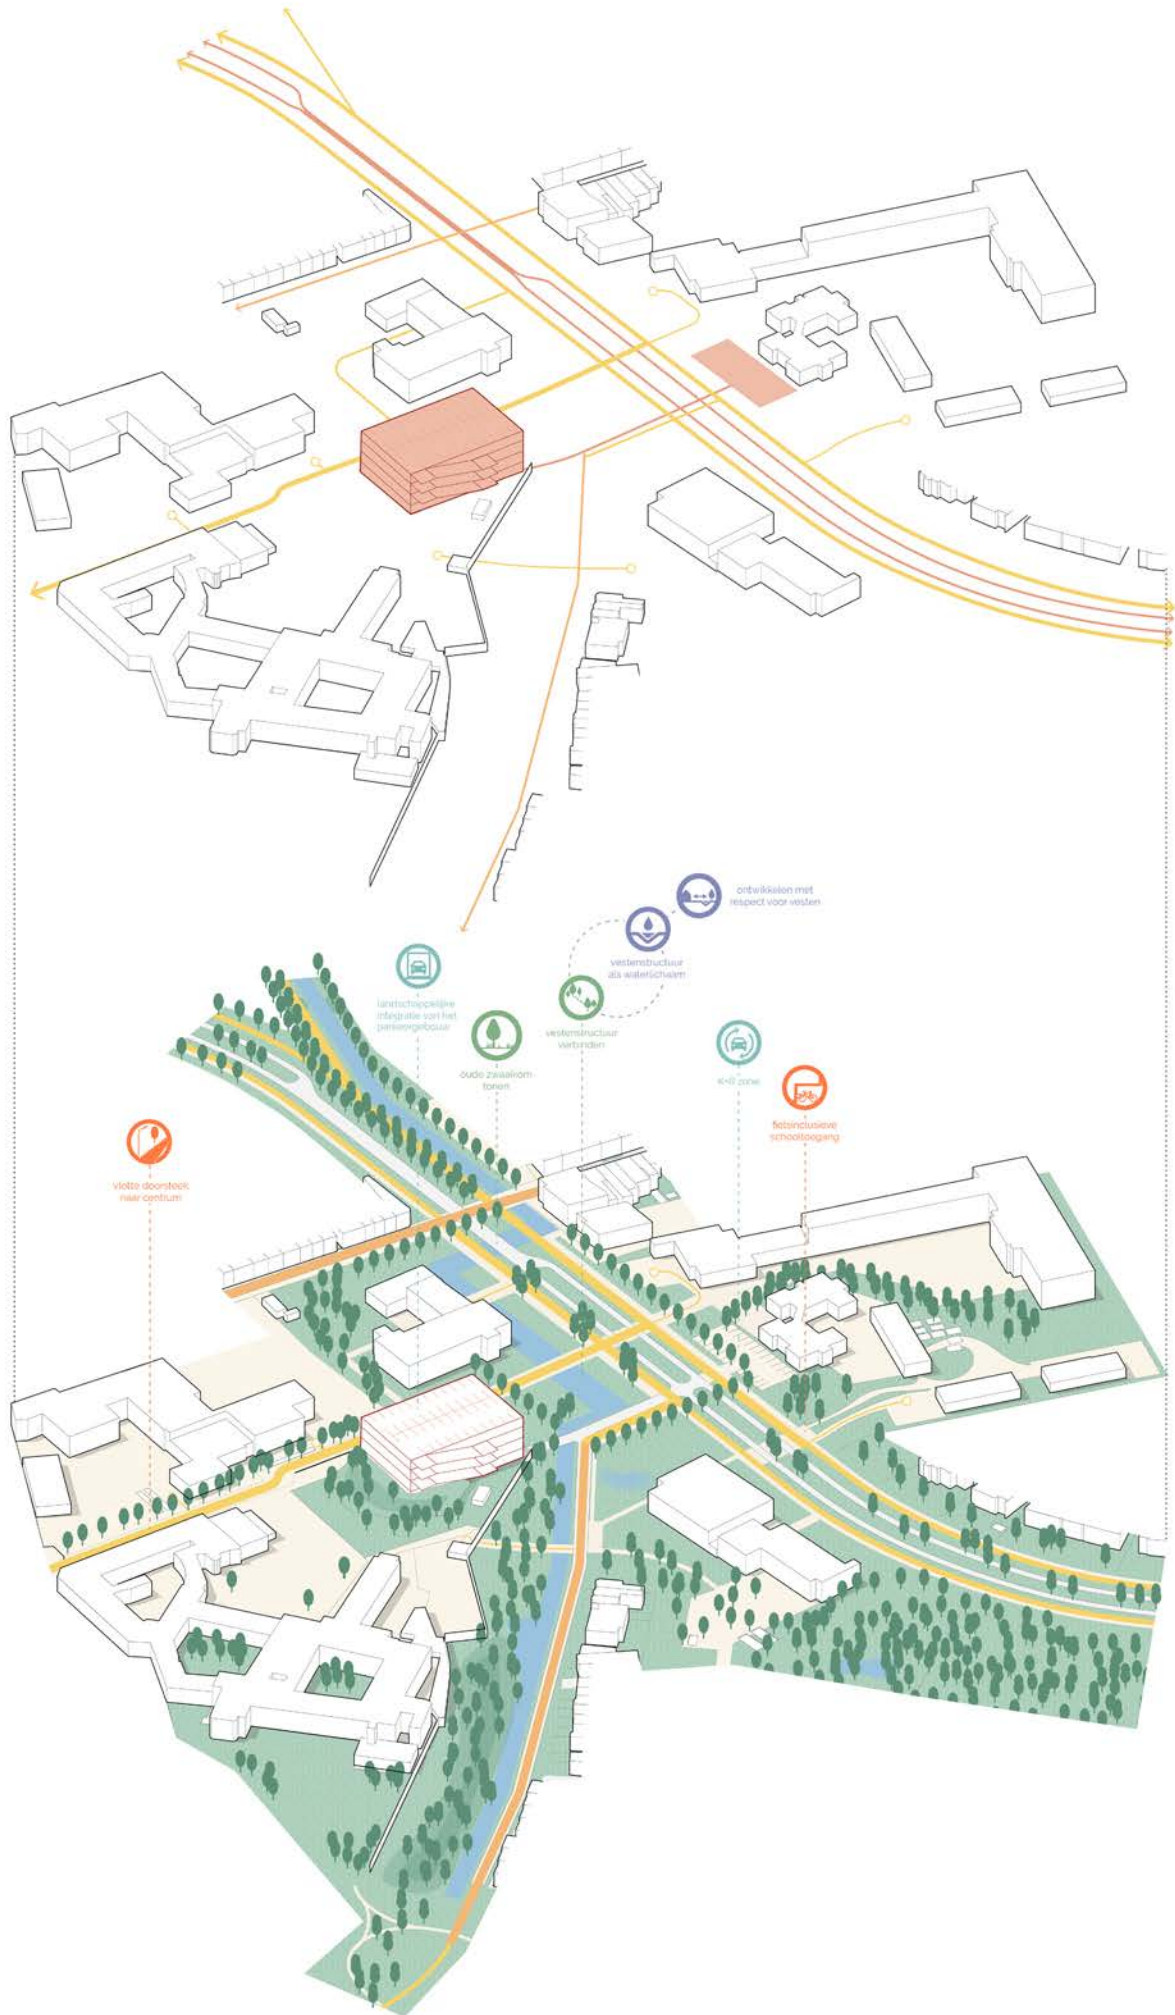 ontwikkelen met
respect voor vesten
vestenstructuur
als waterlichaam
landschappelijke
integratie van het
parkeergebouw
vestenstructuur
verbinden
oude zwaaikom
tonen
K+R zone
fietsinclusieve
schooltoegang
vlotte doorsteek
naar centrum